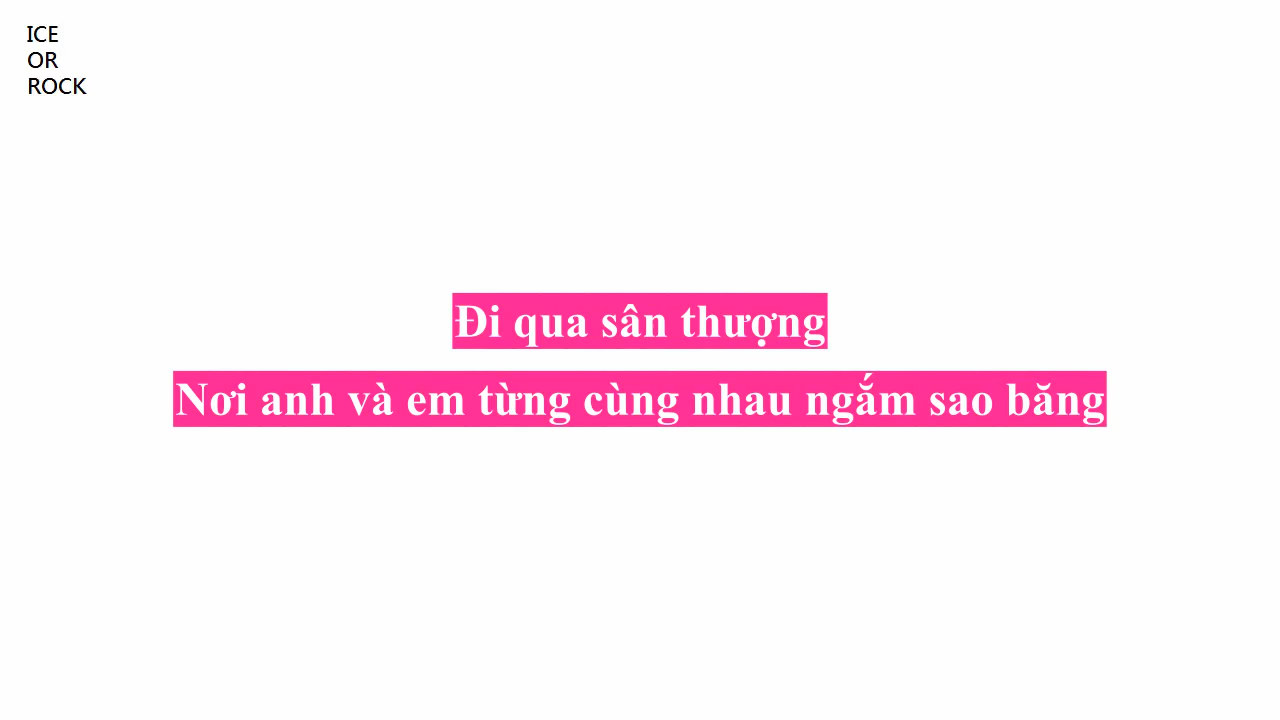 ICE
OR
ROCK
Đi qua sân thượng
Nơi anh và em từng cùng nhau ngắm sao băng